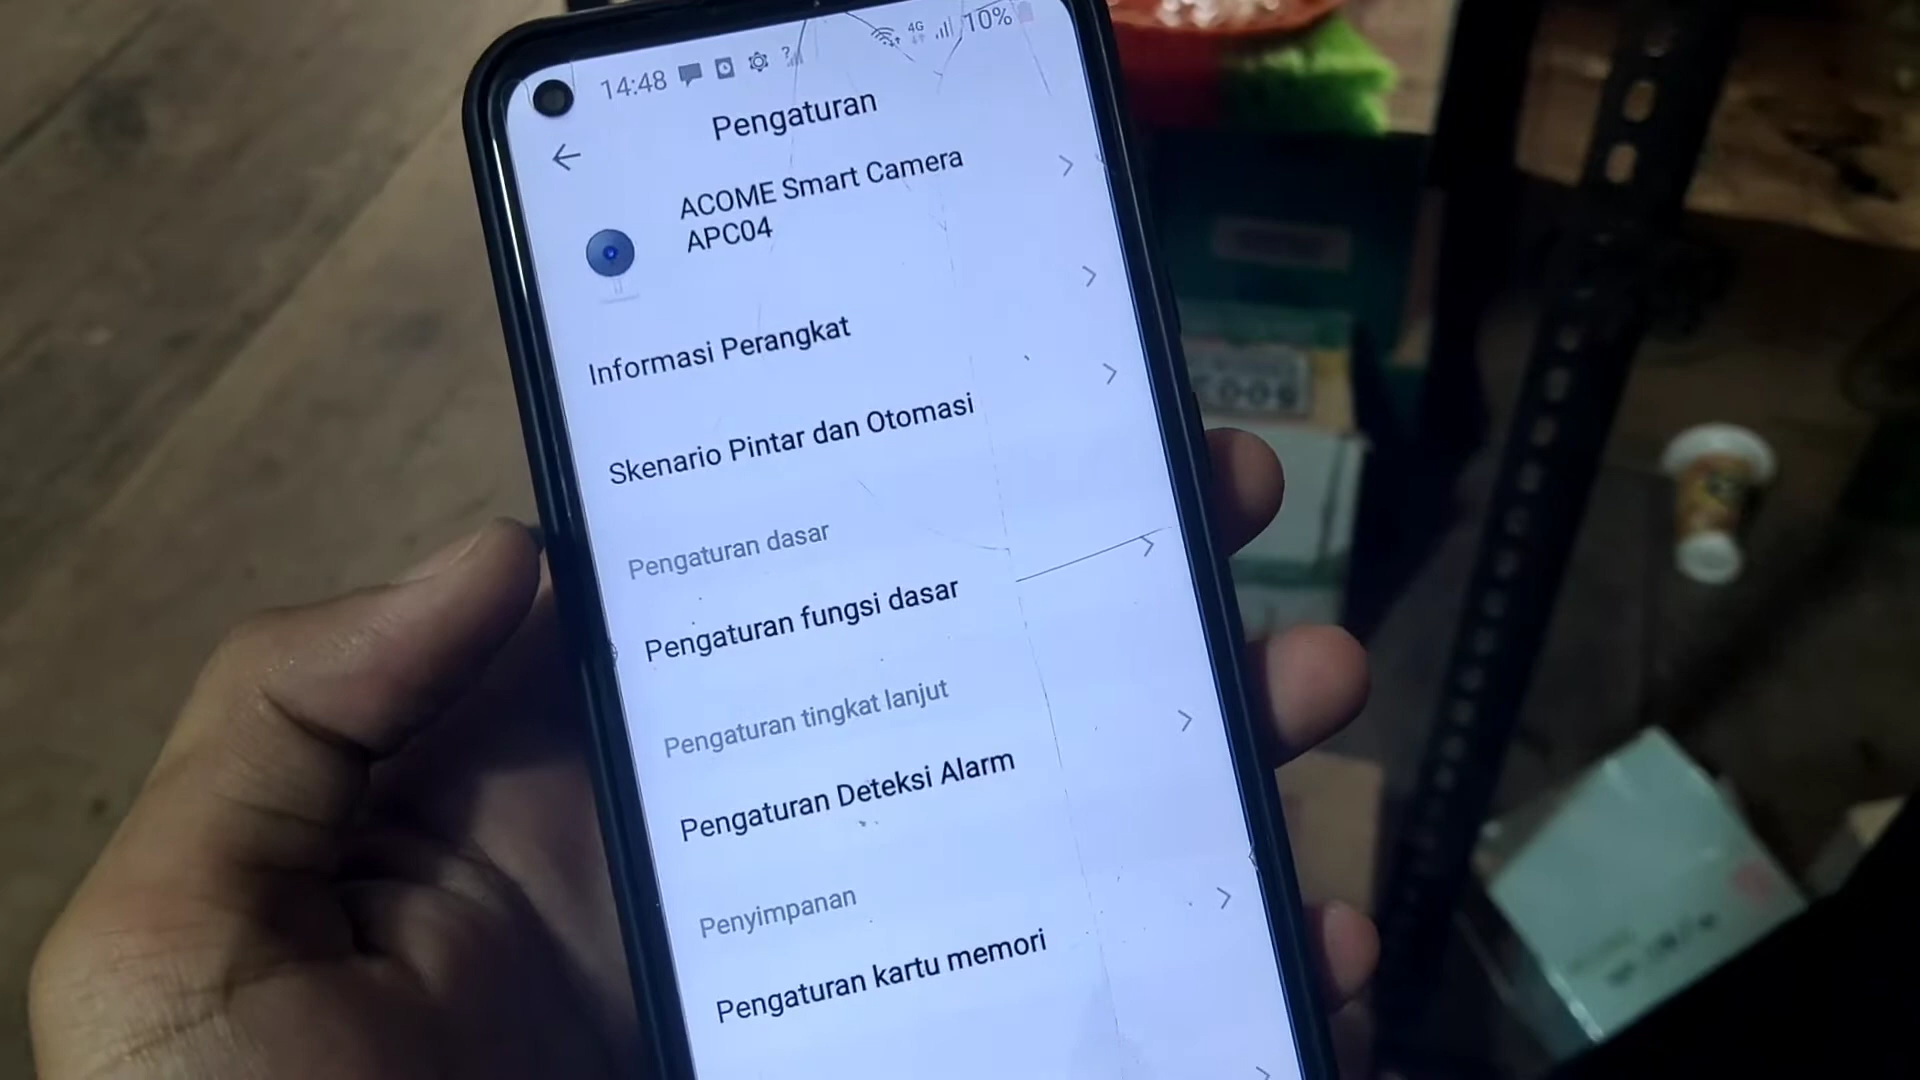 14:48
4G
10%
Pengaturan
ACOME Smart Camera
APC04
Informasi Perangkat
Skenario Pintar dan Otomasi
Pengaturan dasar
Pengaturan fungsi dasar
Pengaturan tingkat lanjut
Pengaturan Deteksi Alarm
Penyimpanan
Pengaturan kartu memori